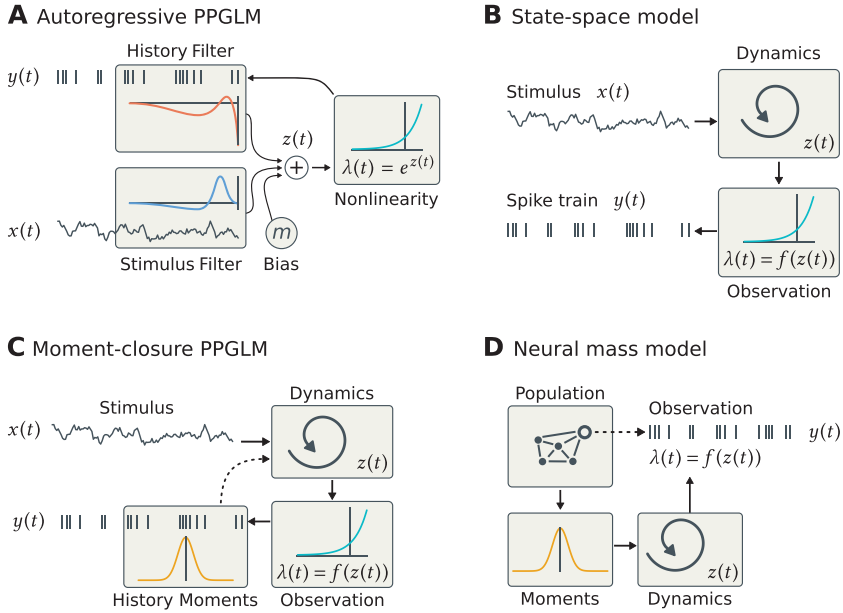 A Autoregressive PPGLM
History Filter
y(t)
z(t)
+
λ(t) = e^z(t)
Nonlinearity
x(t)
m
Stimulus Filter
Bias
B State-space model
Dynamics
Stimulus x(t)
z(t)
Spike train y(t)
λ(t) = f(z(t))
Observation
C Moment-closure PPGLM
Dynamics
Stimulus
x(t)
z(t)
y(t)
λ(t) = f(z(t))
History Moments
Observation
D Neural mass model
Population
Observation
y(t)
λ(t) = f(z(t))
z(t)
Moments
Dynamics